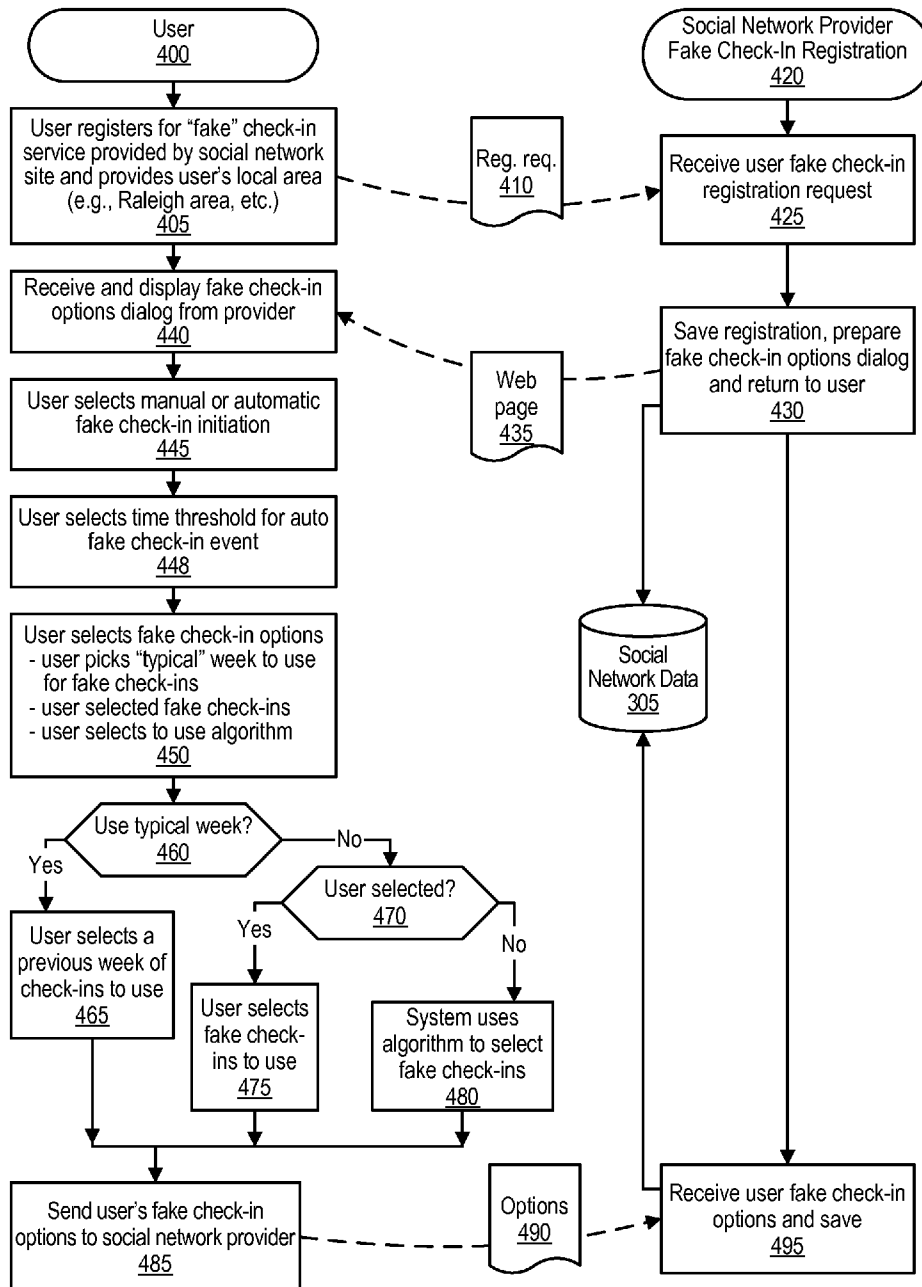 User
400
Social Network Provider
Fake Check-In Registration
420
User registers for “fake” check-in
service provided by social network
site and provides user’s local area
(e.g., Raleigh area, etc.)
405
Reg. req.
410
Receive user fake check-in
registration request
425
Receive and display fake check-in
options dialog from provider
440
Web
page
435
Save registration, prepare
fake check-in options dialog
and return to user
430
User selects manual or automatic
fake check-in initiation
445
User selects time threshold for auto
fake check-in event
448
User selects fake check-in options
- user picks “typical” week to use
for fake check-ins
- user selected fake check-ins
- user selects to use algorithm
450
Social
Network Data
305
Use typical week?
460
Yes
No
User selected?
470
Yes
No
User selects a
previous week of
check-ins to use
465
User selects
fake check-
ins to use
475
System uses
algorithm to select
fake check-ins
480
Send user’s fake check-in
options to social network provider
485
Options
490
Receive user fake check-in
options and save
495